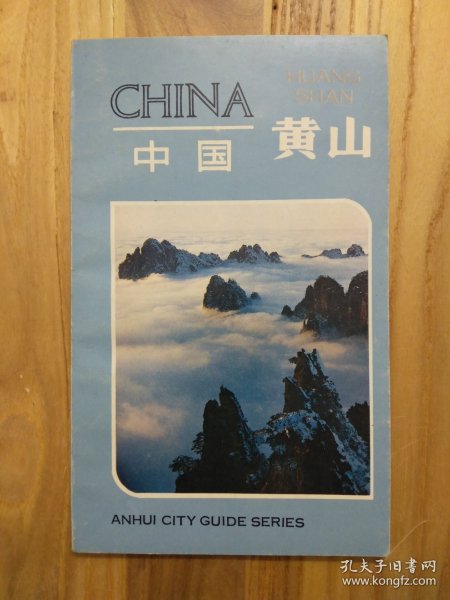 CHINA
中国
HUANG
SHAN
黄山
ANHUI CITY GUIDE SERIES
孔夫子旧书网
www.kongfz.com